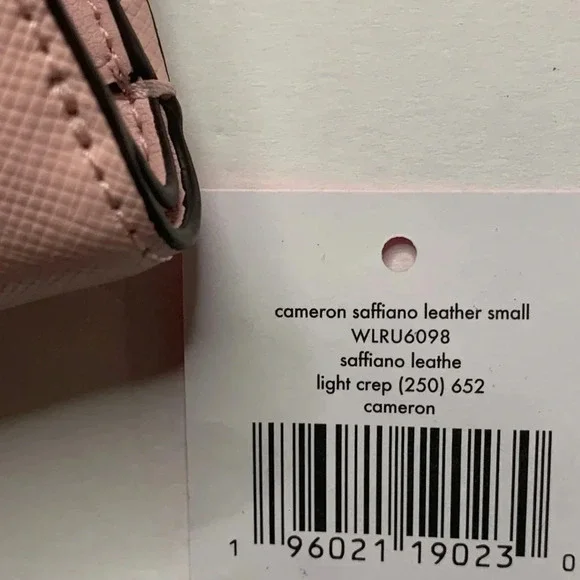 cameron saffiano leather small
WLRU6098
saffiano leathe
light crep (250) 652
cameron
1 96021 19023 0